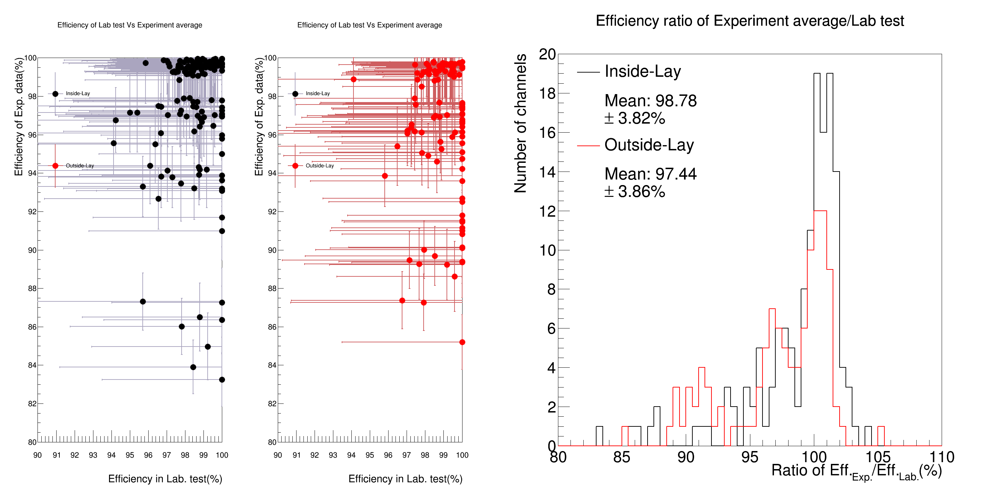 Efficiency of Lab test Vs Experiment average
Efficiency of Exp. data(%)
100
98
96
94
92
90
88
86
84
82
80
Inside-Lay
Outside-Lay
90 91 92 93 94 95 96 97 98 99 100
Efficiency in Lab. test(%)
Efficiency of Lab test Vs Experiment average
Efficiency of Exp. data(%)
100
98
96
94
92
90
88
86
84
82
80
Inside-Lay
Outside-Lay
90 91 92 93 94 95 96 97 98 99 100
Efficiency in Lab. test(%)
Efficiency ratio of Experiment average/Lab test
Number of channels
20
18
16
14
12
10
8
6
4
2
0
Inside-Lay
Mean: 98.78
± 3.82%
Outside-Lay
Mean: 97.44
± 3.86%
80 85 90 95 100 105 110
Ratio of Eff.Exp./Eff.Lab.(%)